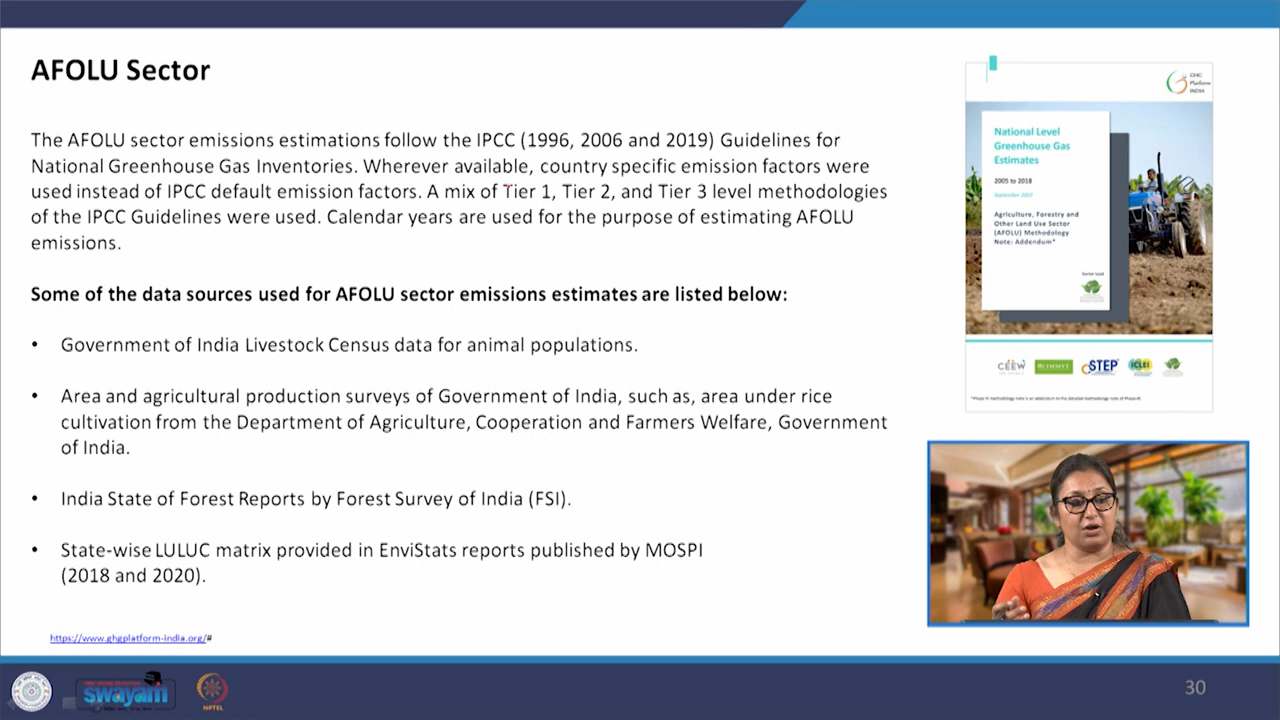 AFOLU Sector
The AFOLU sector emissions estimations follow the IPCC (1996, 2006 and 2019) Guidelines for
National Greenhouse Gas Inventories. Wherever available, country specific emission factors were
used instead of IPCC default emission factors. A mix of Tier 1, Tier 2, and Tier 3 level methodologies
of the IPCC Guidelines were used. Calendar years are used for the purpose of estimating AFOLU
emissions.
Some of the data sources used for AFOLU sector emissions estimates are listed below:
• Government of India Livestock Census data for animal populations.
• Area and agricultural production surveys of Government of India, such as, area under rice
cultivation from the Department of Agriculture, Cooperation and Farmers Welfare, Government
of India.
• India State of Forest Reports by Forest Survey of India (FSI).
• State-wise LULUC matrix provided in EnviStats reports published by MOSPI
(2018 and 2020).
https://www.ghgplatform-india.org/#
GHG
Platform
INDIA
National Level
Greenhouse Gas
Estimates
2005 to 2018
Agriculture, Forestry and
Other Land Use Sector
(AFOLU) Methodology
Note: Addendum*
Sector Lead
CEEW
CSTEP
ICLEI
swayam
NPTEL
30